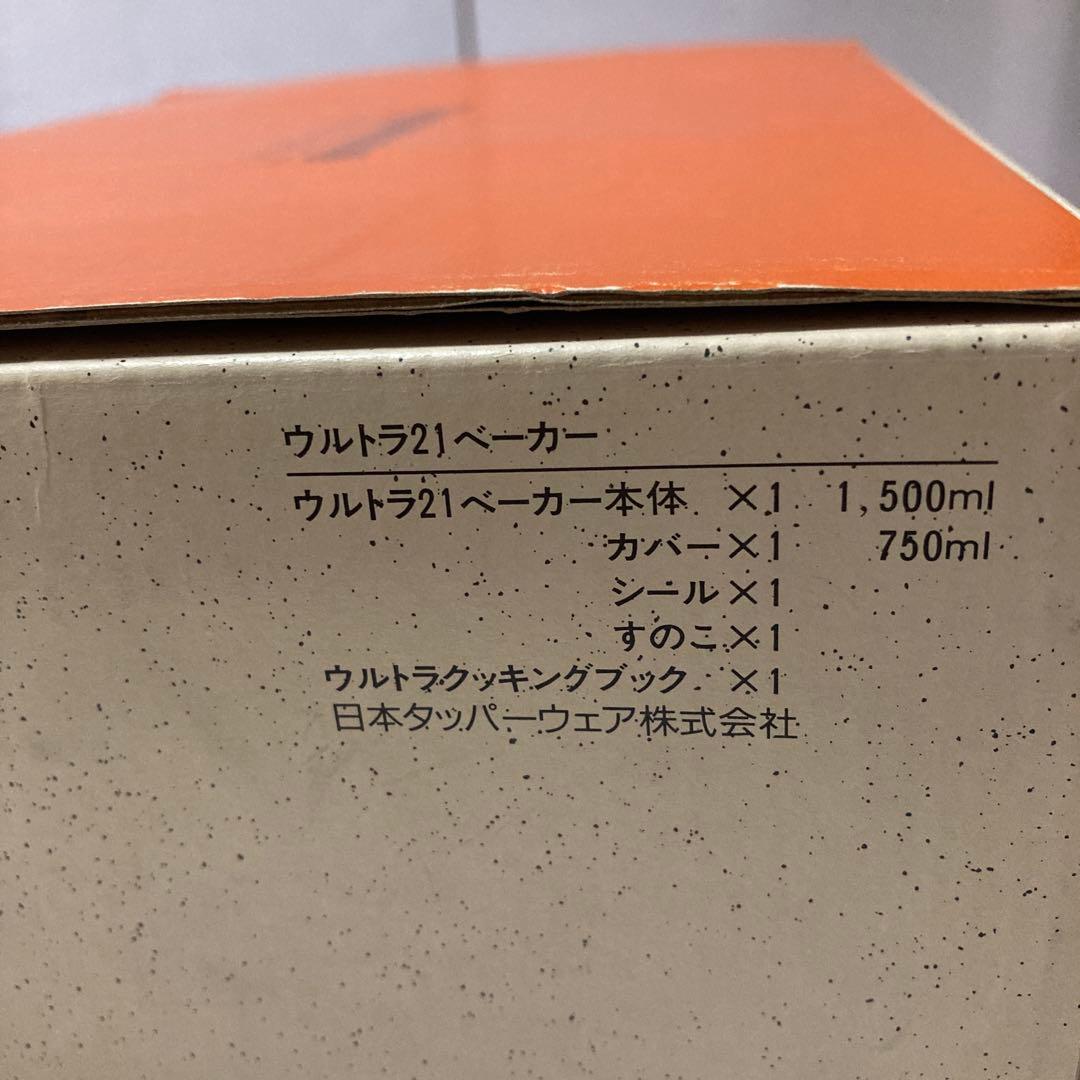 ウルトラ21ベーカー
ウルトラ21ベーカー本体 ×1 1,500ml
カバー×1 750ml
シール×1
すのこ×1
ウルトラクッキングブック ×1
日本タッパーウェア株式会社